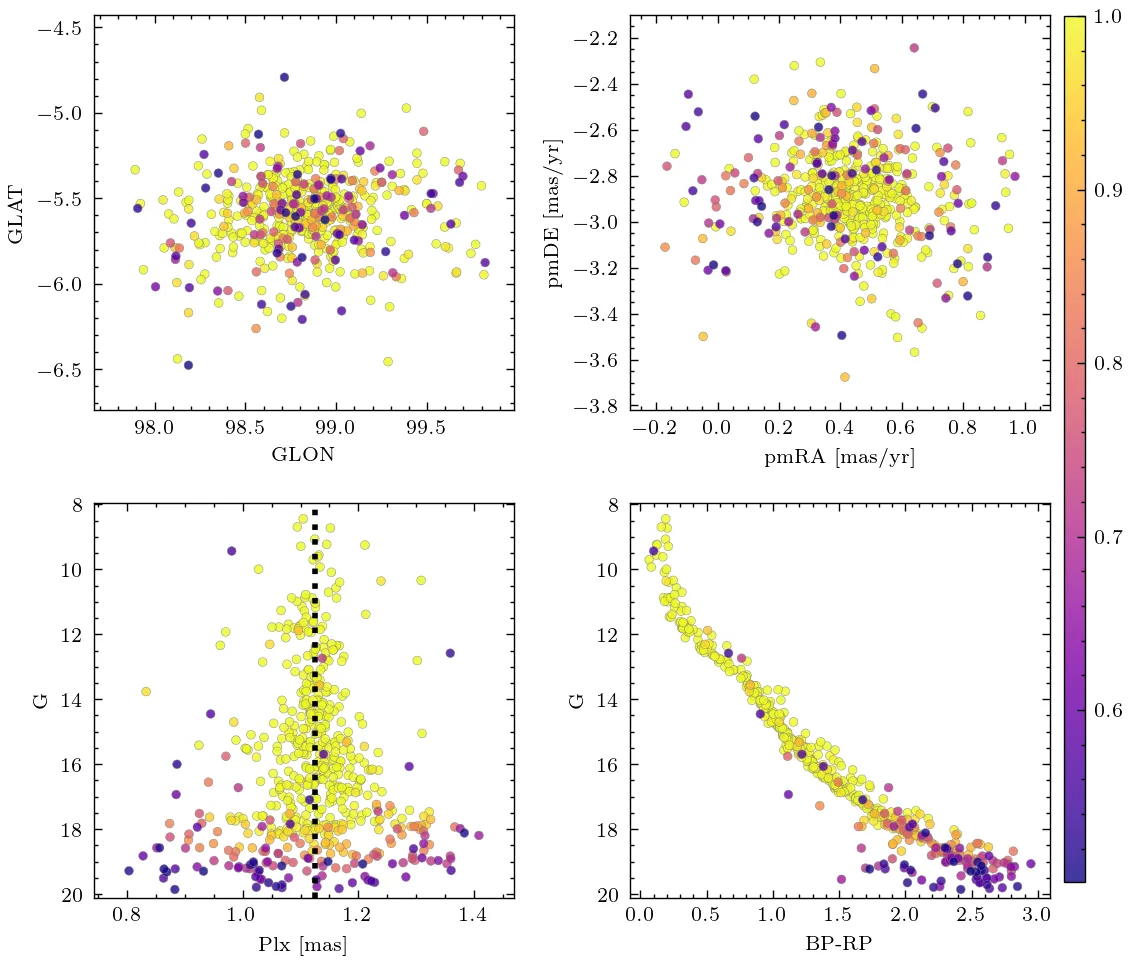 −4.5
−5.0
−5.5
−6.0
−6.5
GLAT
98.0 98.5 99.0 99.5
GLON
−2.2
−2.4
−2.6
−2.8
−3.0
−3.2
−3.4
−3.6
−3.8
pmDE [mas/yr]
−0.2 0.0 0.2 0.4 0.6 0.8 1.0
pmRA [mas/yr]
8
10
12
14
16
18
20
G
0.8 1.0 1.2 1.4
Plx [mas]
8
10
12
14
16
18
20
G
0.0 0.5 1.0 1.5 2.0 2.5 3.0
BP-RP
1.0
0.9
0.8
0.7
0.6